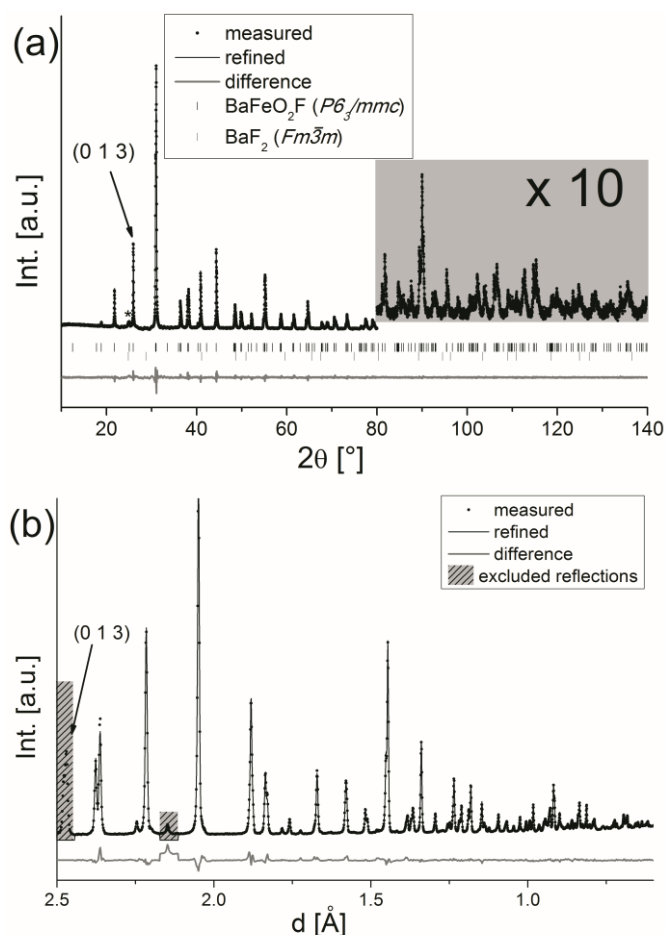 (a)
measured
refined
difference
BaFeO₂F (P6₃/mmc)
BaF₂ (Fm3̅m)
(0 1 3)
x 10
*
Int. [a.u.]
20 40 60 80 100 120 140
2θ [°]
(b)
measured
refined
difference
excluded reflections
(0 1 3)
Int. [a.u.]
2.5 2.0 1.5 1.0
d [Å]